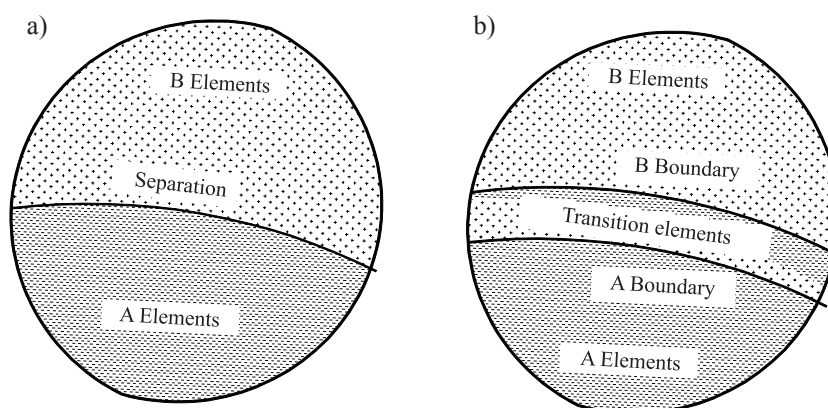 a)
B Elements
Separation
A Elements
b)
B Elements
B Boundary
Transition elements
A Boundary
A Elements